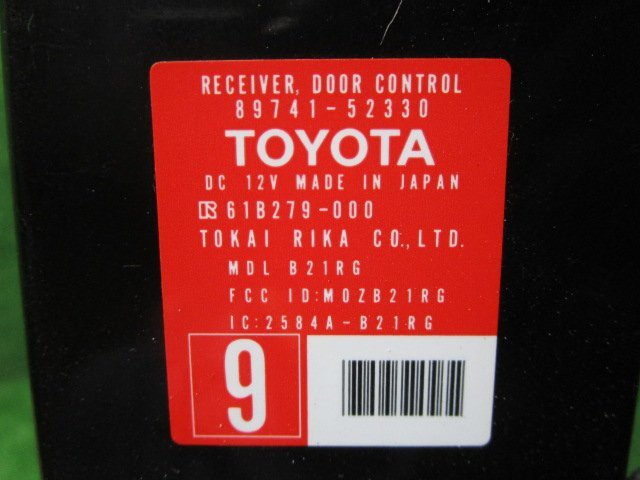 RECEIVER, DOOR CONTROL
89741-52330
TOYOTA
DC 12V MADE IN JAPAN
61B279-000
TOKAI RIKA CO.,LTD.
MDL B21RG
FCC ID:MOZB21RG
IC:2584A-B21RG
9